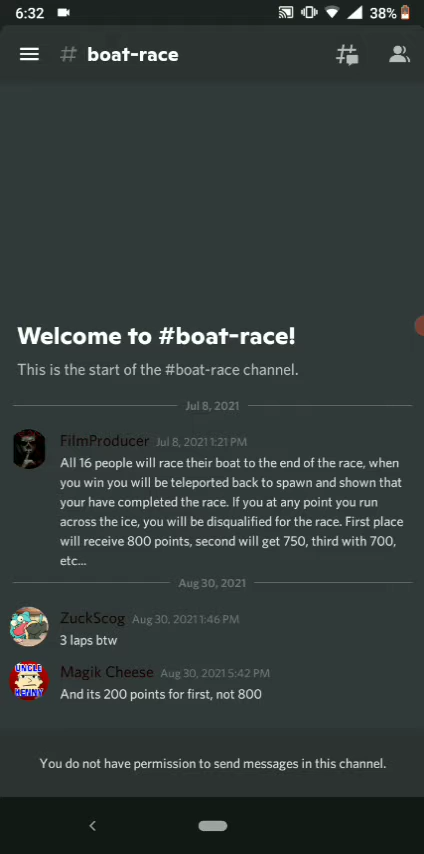 6:32
38%
# boat-race
Welcome to #boat-race!
This is the start of the #boat-race channel.
Jul 8, 2021
FilmProducer Jul 8, 2021 1:21 PM
All 16 people will race their boat to the end of the race, when
you win you will be teleported back to spawn and shown that
your have completed the race. If you at any point you run
across the ice, you will be disqualified for the race. First place
will receive 800 points, second will get 750, third with 700,
etc...
Aug 30, 2021
ZuckScog Aug 30, 2021 1:46 PM
3 laps btw
UNCLE
HENNY
Magik Cheese Aug 30, 2021 5:42 PM
And its 200 points for first, not 800
You do not have permission to send messages in this channel.